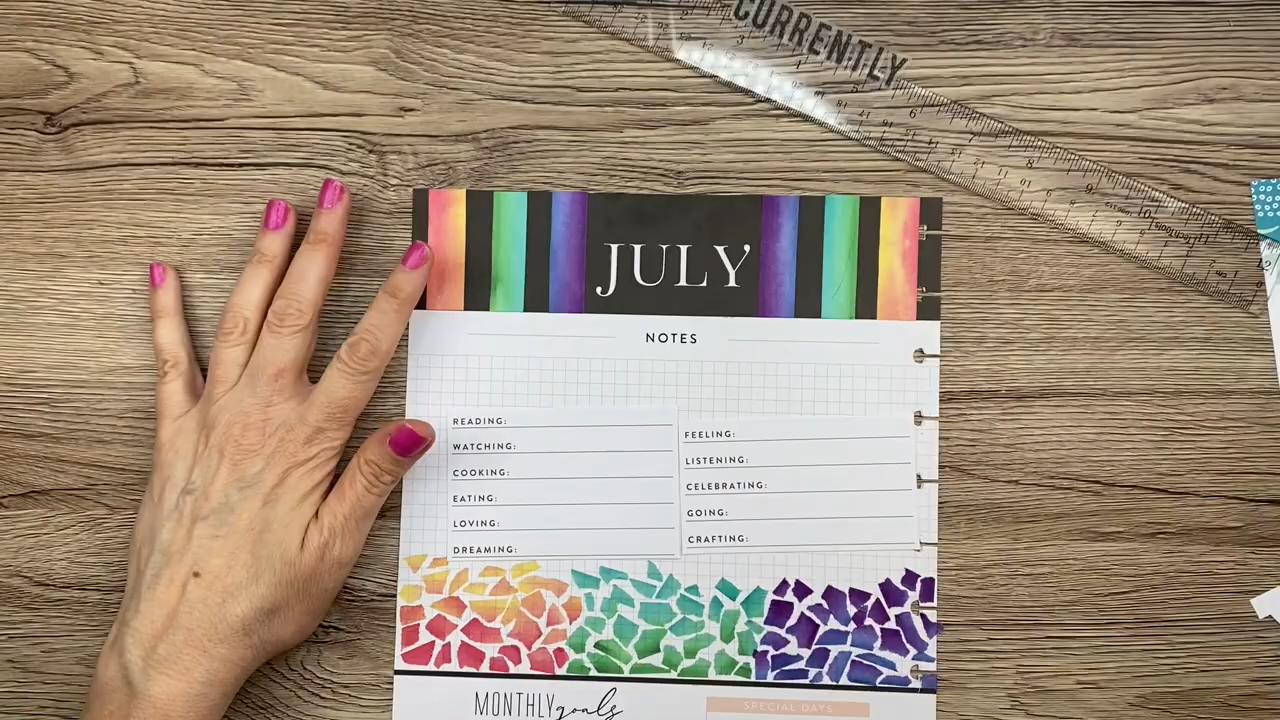 CURRENTLY
JULY
NOTES
READING:
WATCHING:
COOKING:
EATING:
LOVING:
DREAMING:
FEELING:
LISTENING:
CELEBRATING:
GOING:
CRAFTING:
MONTHLY goals
SPECIAL DAYS